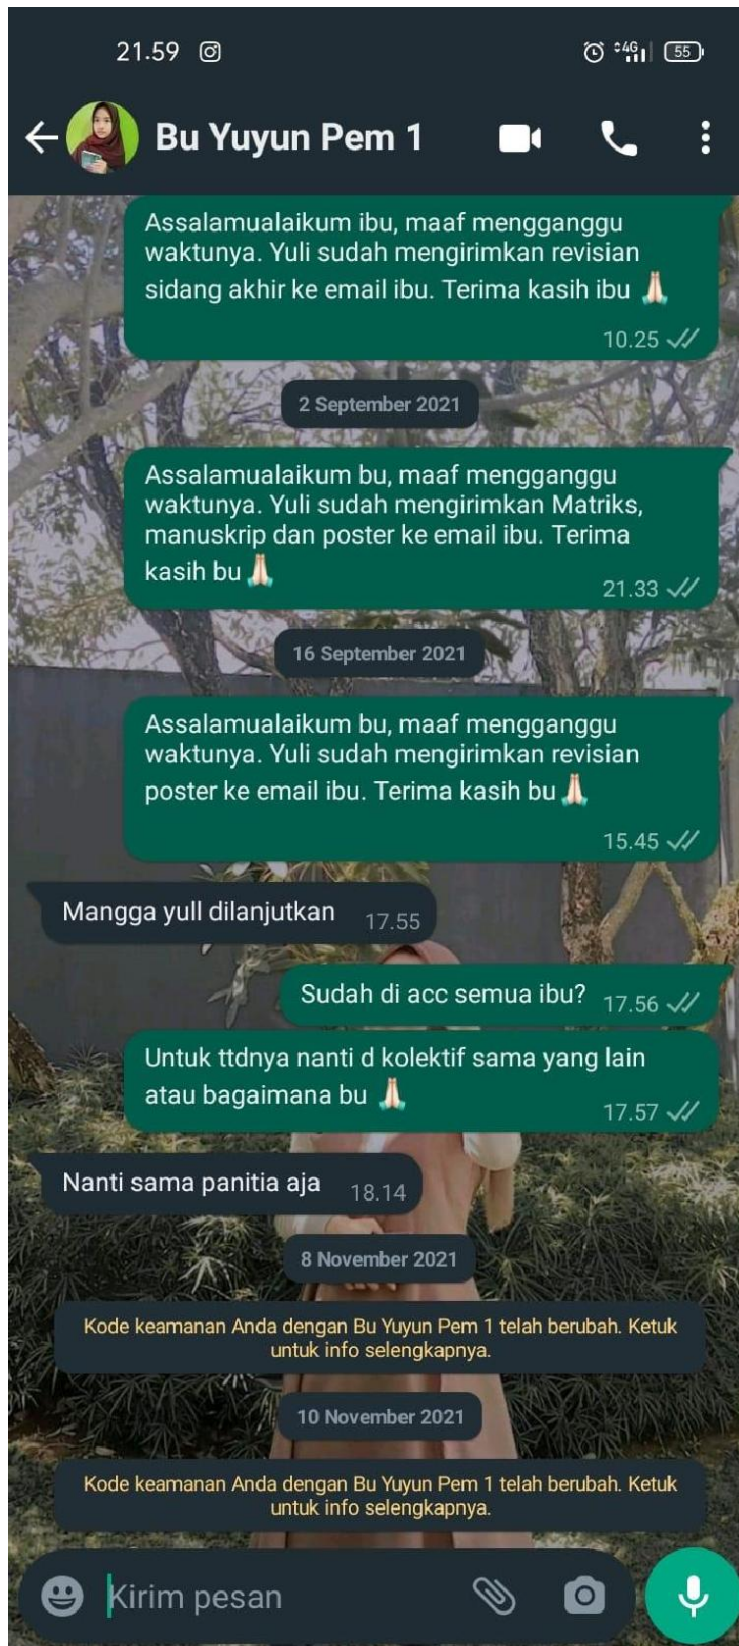 21.59
4G
55
Bu Yuyun Pem 1
Assalamualaikum ibu, maaf mengganggu
waktunya. Yuli sudah mengirimkan revisian
sidang akhir ke email ibu. Terima kasih ibu 🙏🏻
10.25
2 September 2021
Assalamualaikum bu, maaf mengganggu
waktunya. Yuli sudah mengirimkan Matriks,
manuskrip dan poster ke email ibu. Terima
kasih bu 🙏🏻
21.33
16 September 2021
Assalamualaikum bu, maaf mengganggu
waktunya. Yuli sudah mengirimkan revisian
poster ke email ibu. Terima kasih bu 🙏🏻
15.45
Mangga yull dilanjutkan 17.55
Sudah di acc semua ibu? 17.56
Untuk ttdnya nanti d kolektif sama yang lain
atau bagaimana bu 🙏🏻
17.57
Nanti sama panitia aja 18.14
8 November 2021
Kode keamanan Anda dengan Bu Yuyun Pem 1 telah berubah. Ketuk
untuk info selengkapnya.
10 November 2021
Kode keamanan Anda dengan Bu Yuyun Pem 1 telah berubah. Ketuk
untuk info selengkapnya.
Kirim pesan